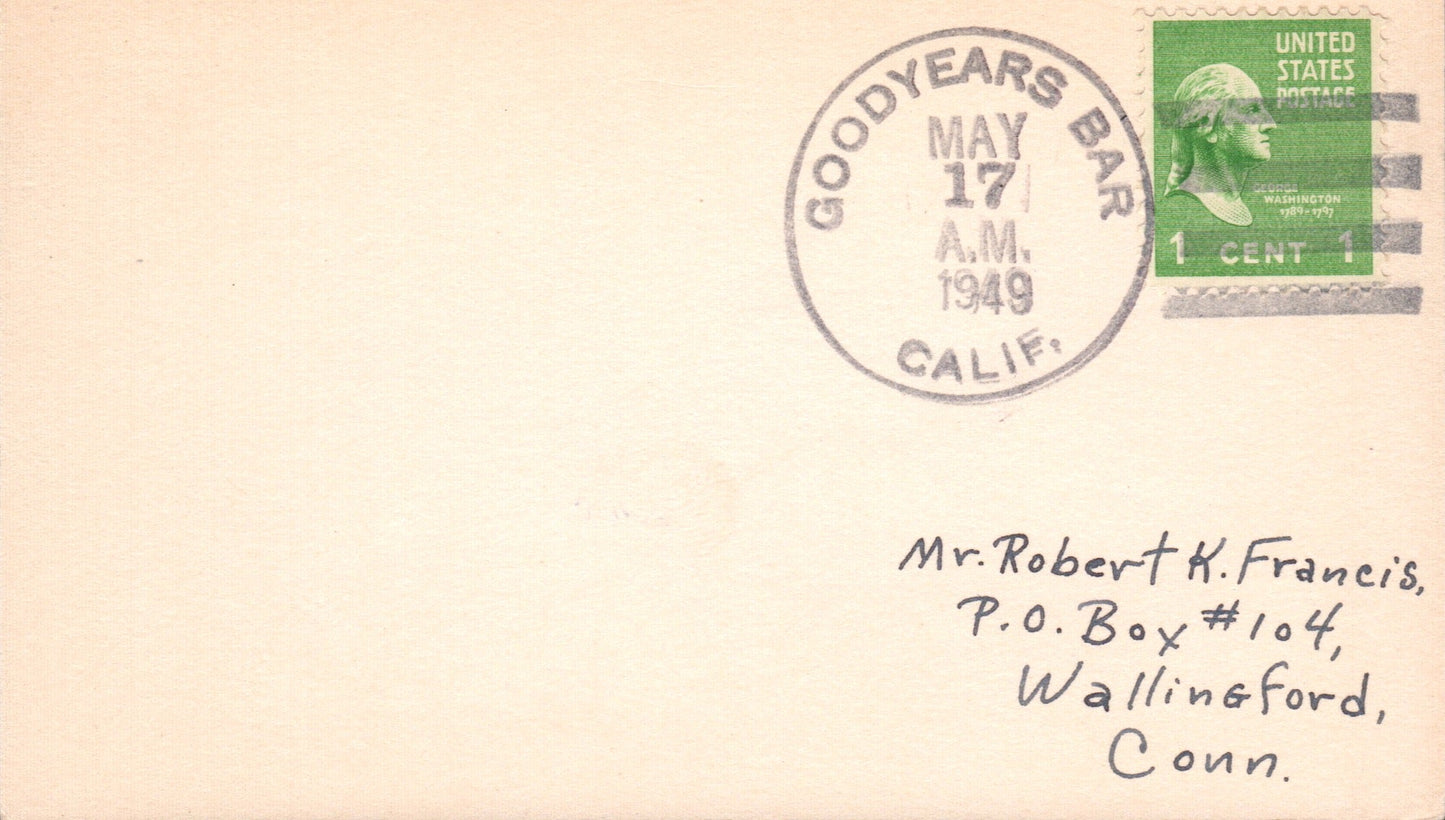 GOODYEARS BAR
MAY
17
A.M.
1949
CALIF.
UNITED
STATES
POSTAGE
GEORGE
WASHINGTON
1789-1797
1 CENT 1
Mr. Robert K. Francis,
P.O. Box #104,
Wallingford,
Conn.